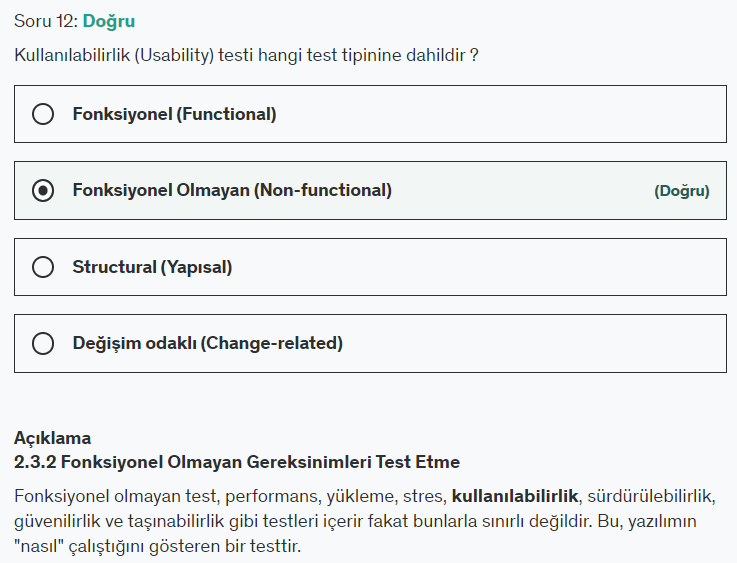 Soru 12: Doğru
Kullanılabilirlik (Usability) testi hangi test tipinine dahildir ?
Fonksiyonel (Functional)
Fonksiyonel Olmayan (Non-functional) (Doğru)
Structural (Yapısal)
Değişim odaklı (Change-related)
Açıklama
2.3.2 Fonksiyonel Olmayan Gereksinimleri Test Etme
Fonksiyonel olmayan test, performans, yükleme, stres, kullanılabilirlik, sürdürülebilirlik,
güvenilirlik ve taşınabilirlik gibi testleri içerir fakat bunlarla sınırlı değildir. Bu, yazılımın
"nasıl" çalıştığını gösteren bir testtir.